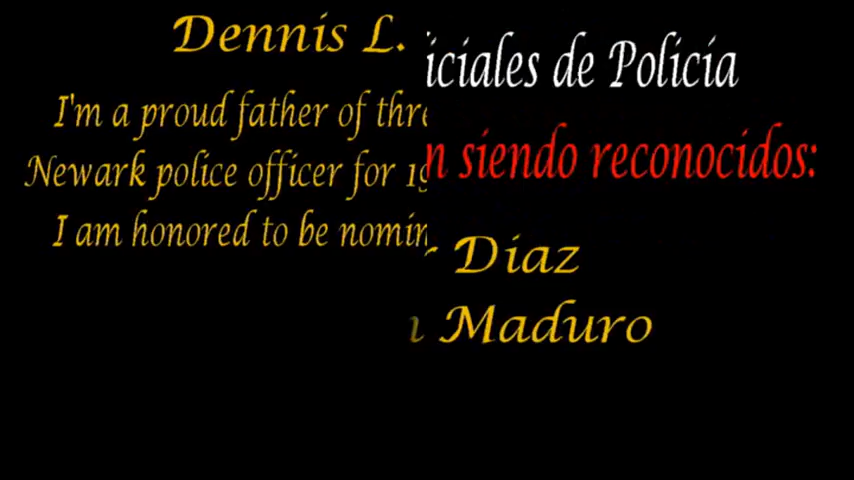 Dennis L.
I'm a proud father of thre
Newark police officer for 19
I am honored to be nomin
iciales de Policia
n siendo reconocidos:
Diaz
Maduro